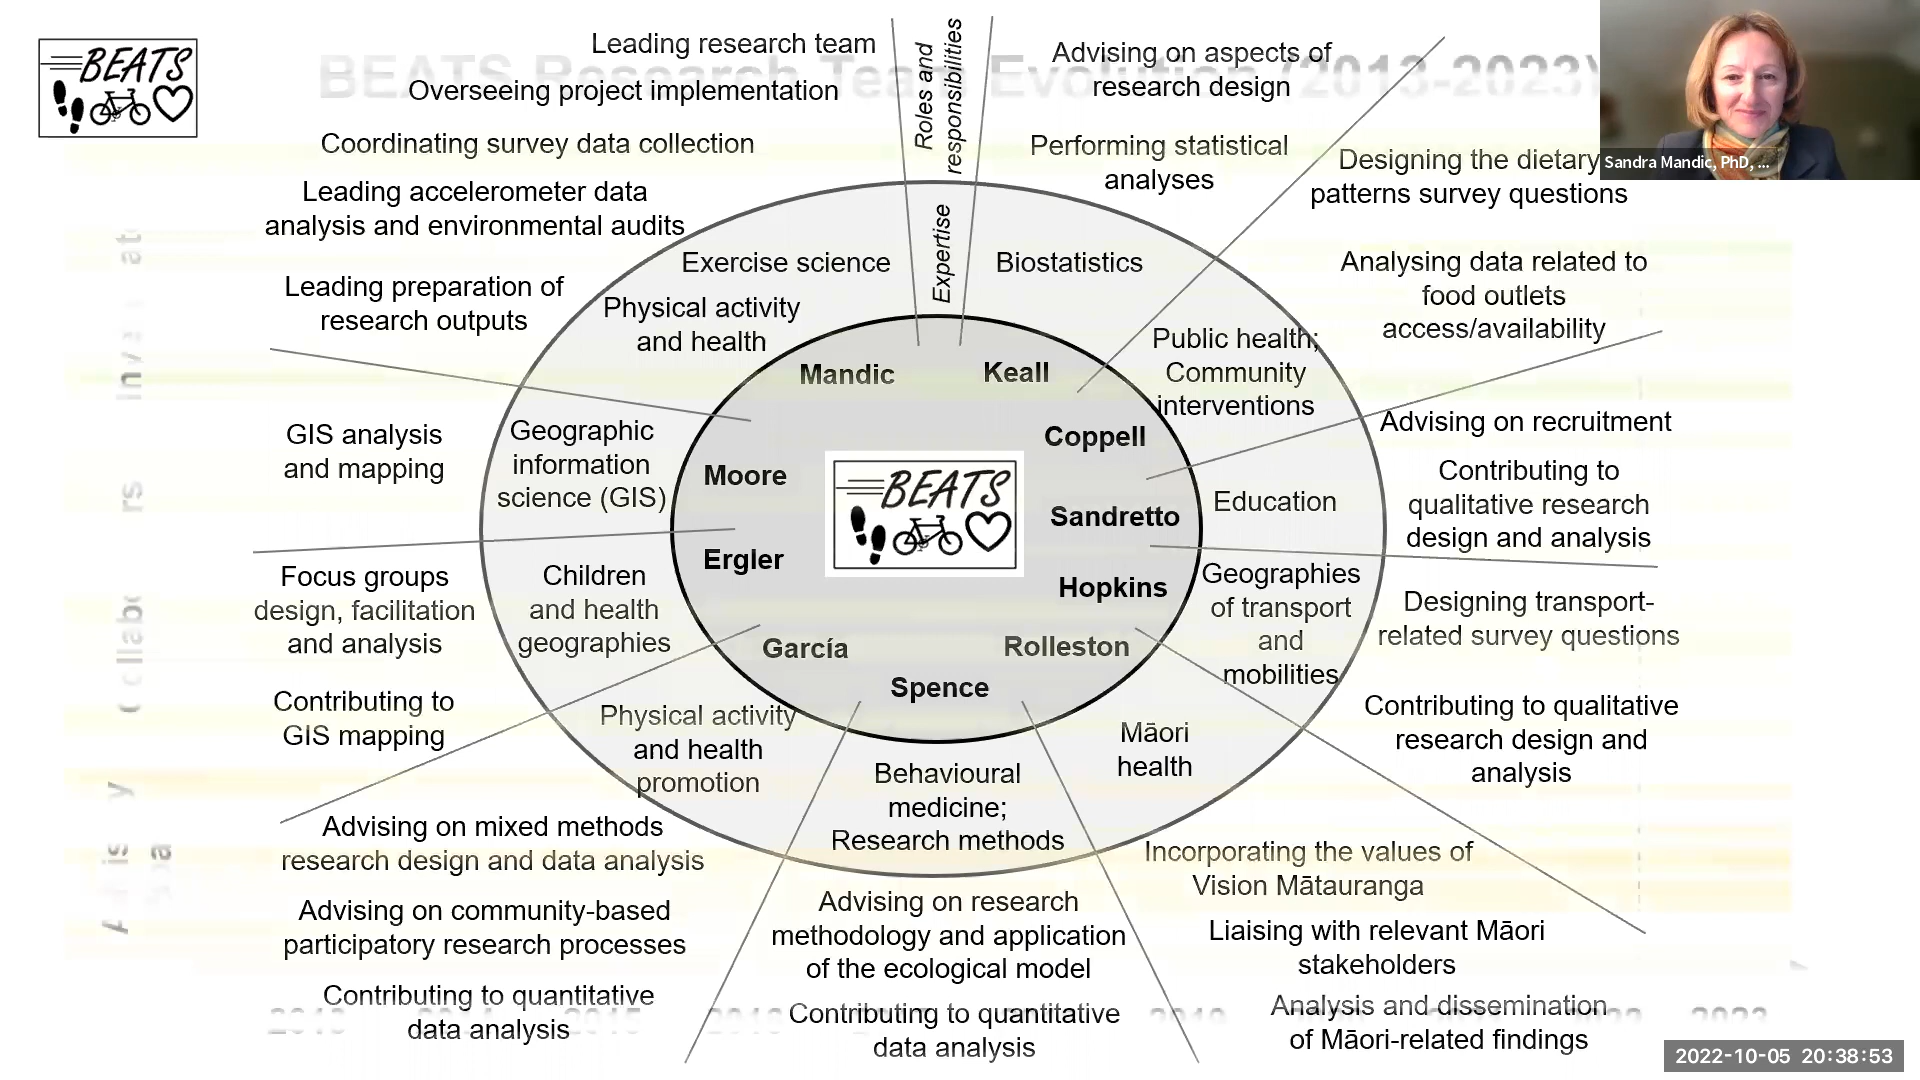 BEATS
BEATS Research Team Evolution (2013-2023)
Leading research team
Overseeing project implementation
Coordinating survey data collection
Leading accelerometer data
analysis and environmental audits
Leading preparation of
research outputs
Roles and
responsibilities
Expertise
Advising on aspects of
research design
Performing statistical
analyses
Sandra Mandic, PhD, ...
Designing the dietary
patterns survey questions
Analysing data related to
food outlets
access/availability
Exercise science
Physical activity
and health
Biostatistics
Public health;
Community
interventions
Mandic
Keall
Coppell
Moore
Sandretto
Ergler
Hopkins
García
Rolleston
Spence
BEATS
GIS analysis
and mapping
Geographic
information
science (GIS)
Education
Advising on recruitment
Contributing to
qualitative research
design and analysis
Focus groups
design, facilitation
and analysis
Contributing to
GIS mapping
Children
and health
geographies
Geographies
of transport
and
mobilities
Designing transport-
related survey questions
Contributing to qualitative
research design and
analysis
Physical activity
and health
promotion
Behavioural
medicine;
Research methods
Māori
health
Advising on mixed methods
research design and data analysis
Advising on community-based
participatory research processes
Contributing to quantitative
data analysis
Advising on research
methodology and application
of the ecological model
Contributing to quantitative
data analysis
Incorporating the values of
Vision Mātauranga
Liaising with relevant Māori
stakeholders
Analysis and dissemination
of Māori-related findings
2022-10-05 20:38:53